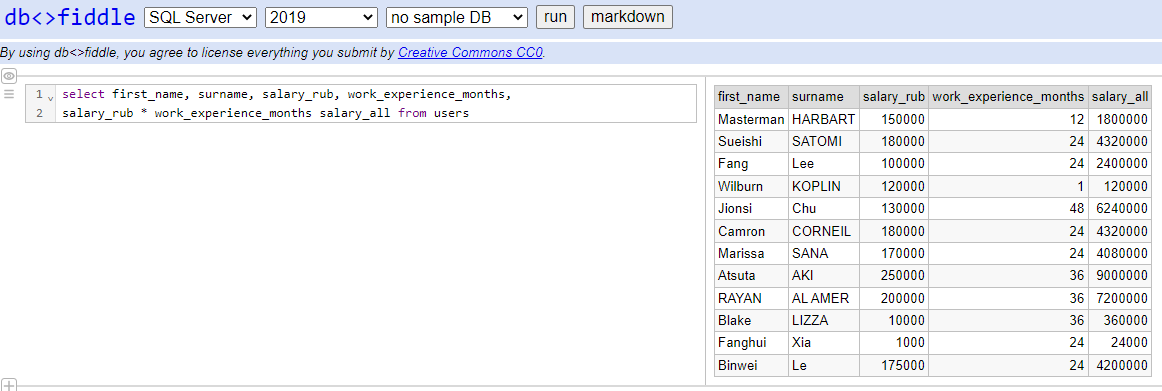 db<>fiddle SQL Server 2019 no sample DB run markdown
By using db<>fiddle, you agree to license everything you submit by Creative Commons CC0.
1 select first_name, surname, salary_rub, work_experience_months,
2 salary_rub * work_experience_months salary_all from users
first_name surname salary_rub work_experience_months salary_all
Masterman HARBART 150000 12 1800000
Sueishi SATOMI 180000 24 4320000
Fang Lee 100000 24 2400000
Wilburn KOPLIN 120000 1 120000
Jionsi Chu 130000 48 6240000
Camron CORNEIL 180000 24 4320000
Marissa SANA 170000 24 4080000
Atsuta AKI 250000 36 9000000
RAYAN AL AMER 200000 36 7200000
Blake LIZZA 10000 36 360000
Fanghui Xia 1000 24 24000
Binwei Le 175000 24 4200000